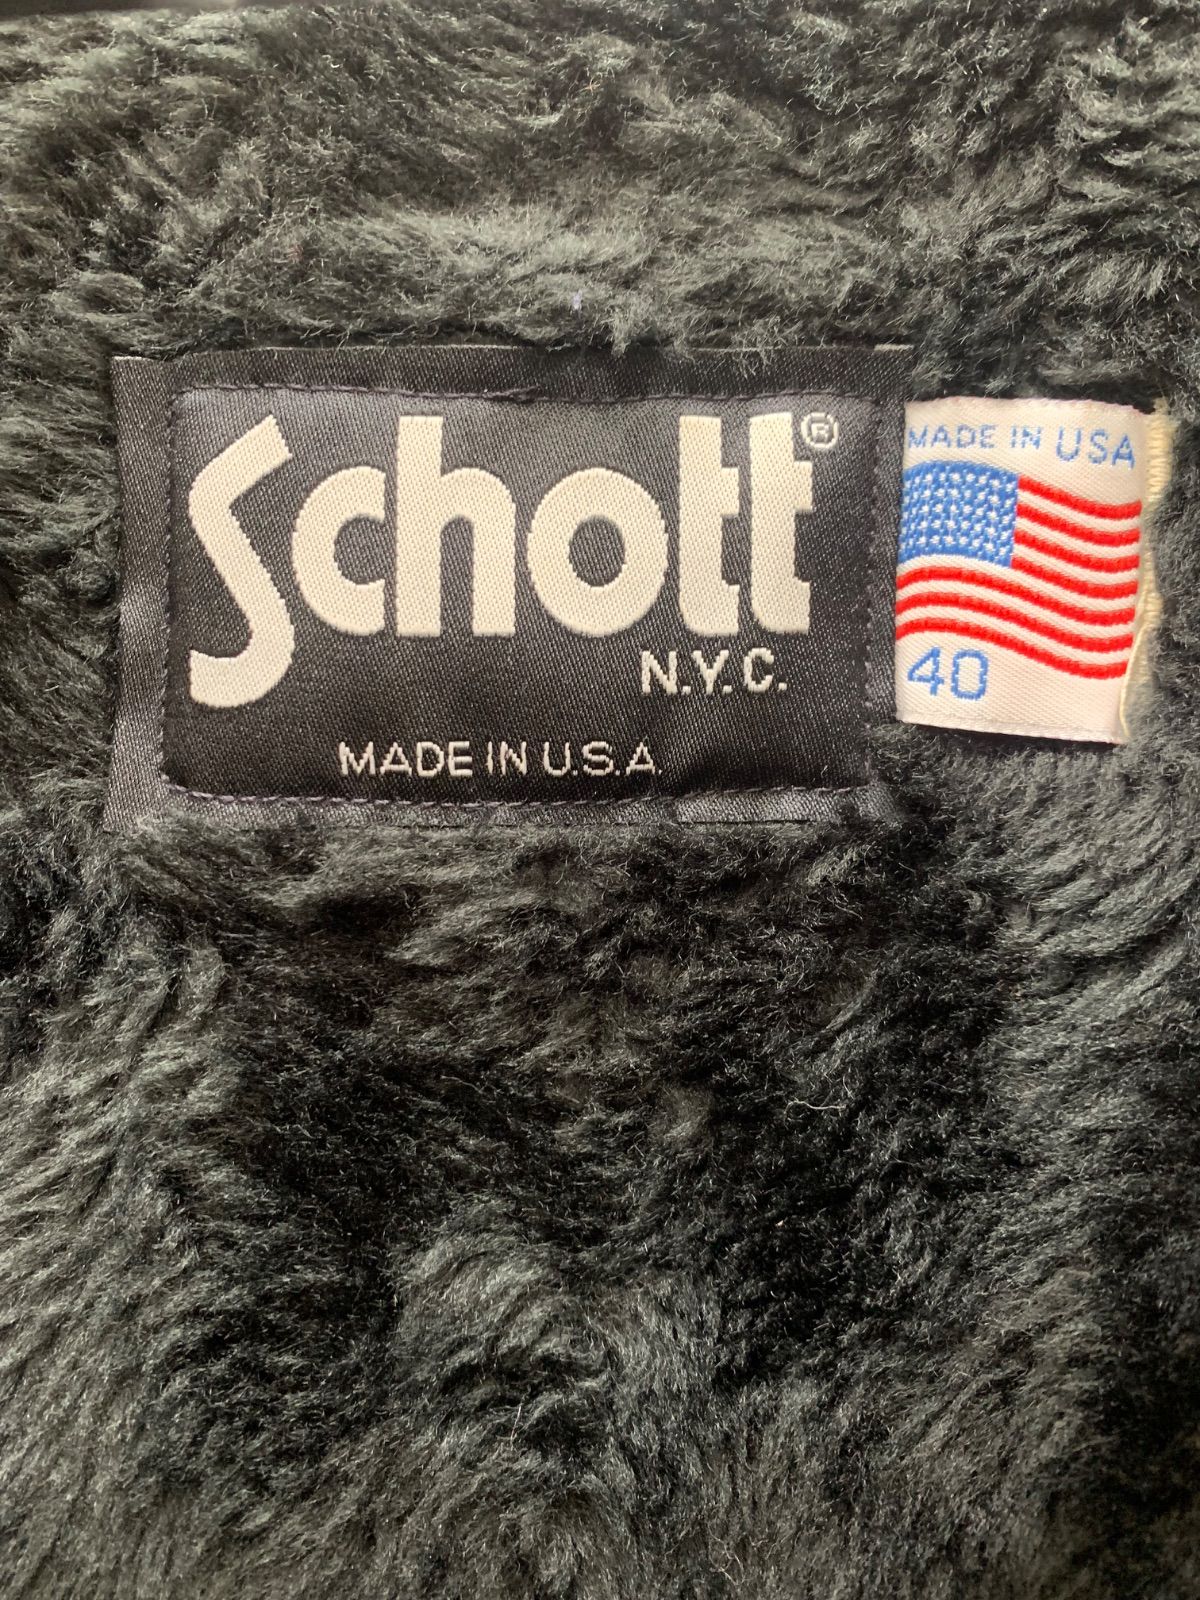 Schott®
N.Y.C.
MADE IN U.S.A.
MADE IN USA
40